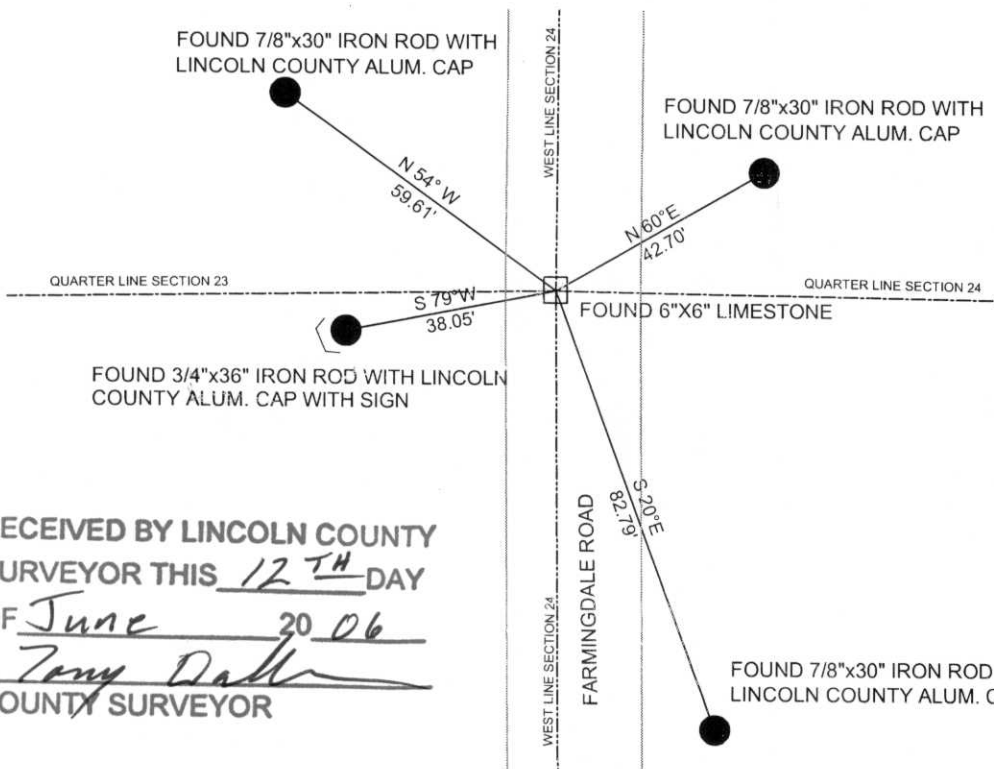 FOUND 7/8"x30" IRON ROD WITH
LINCOLN COUNTY ALUM. CAP
WEST LINE SECTION 24
FOUND 7/8"x30" IRON ROD WITH
LINCOLN COUNTY ALUM. CAP
N 54° W
59.61'
N 60°E
42.70'
QUARTER LINE SECTION 23
QUARTER LINE SECTION 24
S 79°W
38.05'
FOUND 6"X6" LIMESTONE
FOUND 3/4"x36" IRON ROD WITH LINCOLN
COUNTY ALUM. CAP WITH SIGN
S 20°E
82.79'
FARMINGDALE ROAD
WEST LINE SECTION 24
ECEIVED BY LINCOLN COUNTY
URVEYOR THIS 12 TH DAY
F June 20 06
Tony
OUNTY SURVEYOR
FOUND 7/8"x30" IRON ROD
LINCOLN COUNTY ALUM. C